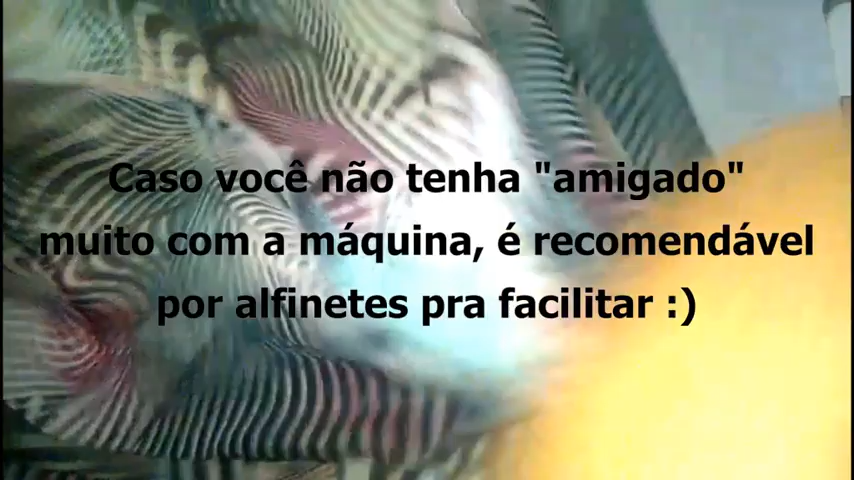 Caso você não tenha "amigado"
muito com a máquina, é recomendável
por alfinetes pra facilitar :)